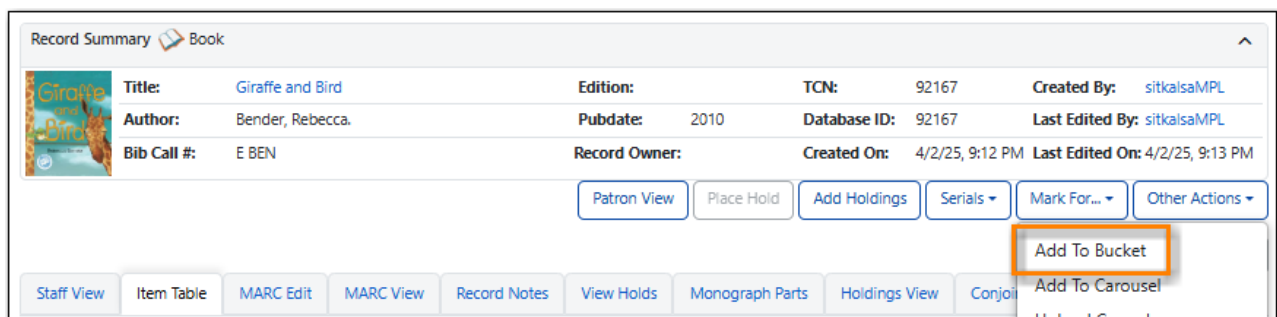 Record Summary Book
Giraffe and Bird
Title: Giraffe and Bird Edition: TCN: 92167 Created By: sitkalsaMPL
Author: Bender, Rebecca. Pubdate: 2010 Database ID: 92167 Last Edited By: sitkalsaMPL
Bib Call #: E BEN Record Owner: Created On: 4/2/25, 9:12 PM Last Edited On: 4/2/25, 9:13 PM
Patron View Place Hold Add Holdings Serials Mark For... Other Actions
Add To Bucket
Staff View Item Table MARC Edit MARC View Record Notes View Holds Monograph Parts Holdings View Add To Carousel